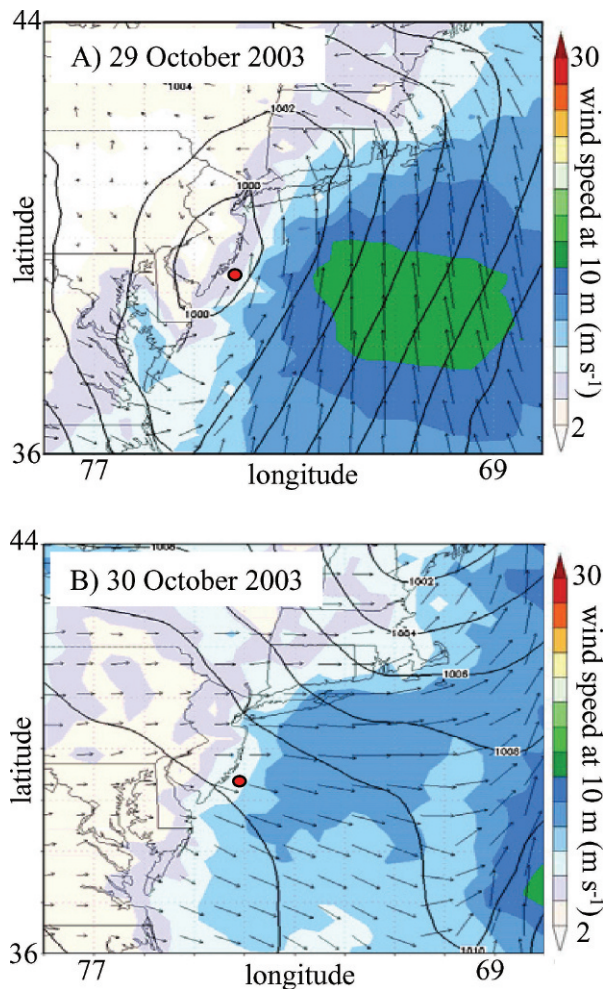 44
A) 29 October 2003
30
1004
1002
1000
1000
latitude
wind speed at 10 m (m s-1)
36
2
77
longitude
69
44
B) 30 October 2003
30
1008
1002
1004
1006
1008
latitude
wind speed at 10 m (m s-1)
1010
36
2
77
longitude
69